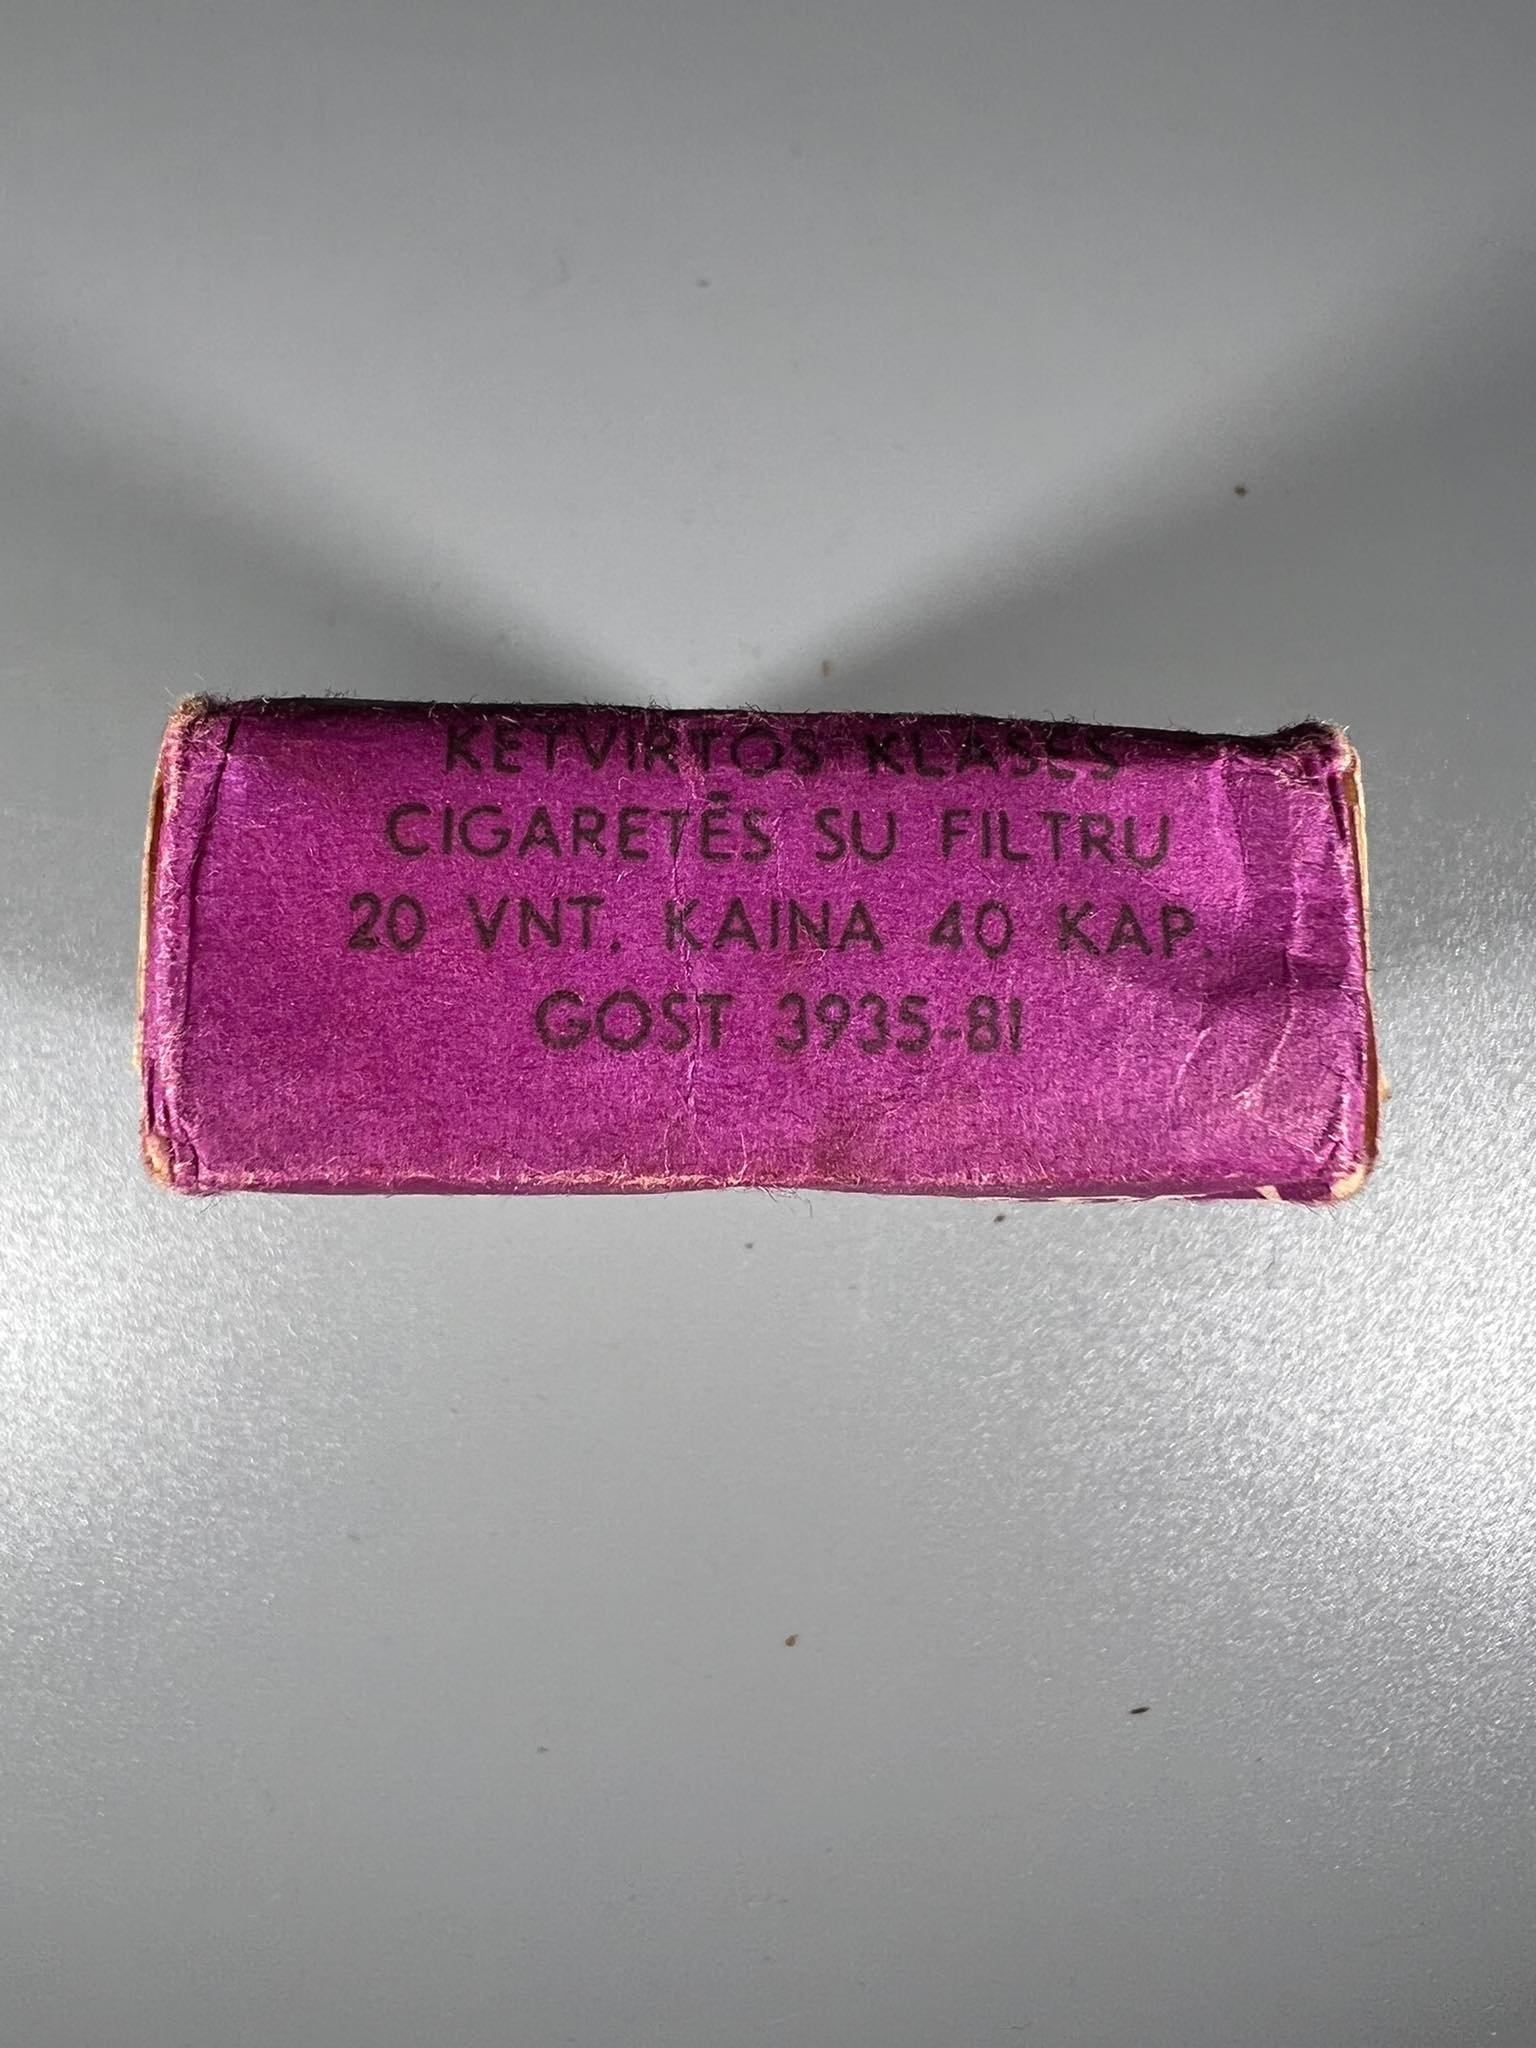 KETVIRTOS KLASĖS
CIGARETĖS SU FILTRU
20 VNT. KAINA 40 KAP.
GOST 3935-81